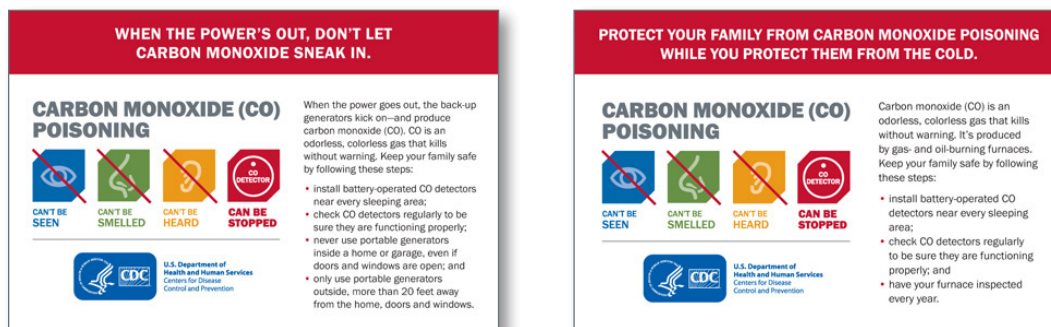 WHEN THE POWER'S OUT, DON'T LET
CARBON MONOXIDE SNEAK IN.
CARBON MONOXIDE (CO)
POISONING
CO
DETECTOR
CAN'T BE
SEEN
CAN'T BE
SMELLED
CAN'T BE
HEARD
CAN BE
STOPPED
CDC
U.S. Department of
Health and Human Services
Centers for Disease
Control and Prevention
When the power goes out, the back-up
generators kick on—and produce
carbon monoxide (CO). CO is an
odorless, colorless gas that kills
without warning. Keep your family safe
by following these steps:
• install battery-operated CO detectors
near every sleeping area;
• check CO detectors regularly to be
sure they are functioning properly;
• never use portable generators
inside a home or garage, even if
doors and windows are open; and
• only use portable generators
outside, more than 20 feet away
from the home, doors and windows.
PROTECT YOUR FAMILY FROM CARBON MONOXIDE POISONING
WHILE YOU PROTECT THEM FROM THE COLD.
CARBON MONOXIDE (CO)
POISONING
CO
DETECTOR
CAN'T BE
SEEN
CAN'T BE
SMELLED
CAN'T BE
HEARD
CAN BE
STOPPED
CDC
U.S. Department of
Health and Human Services
Centers for Disease
Control and Prevention
Carbon monoxide (CO) is an
odorless, colorless gas that kills
without warning. It's produced
by gas- and oil-burning furnaces.
Keep your family safe by following
these steps:
• install battery-operated CO
detectors near every sleeping
area;
• check CO detectors regularly
to be sure they are functioning
properly; and
• have your furnace inspected
every year.